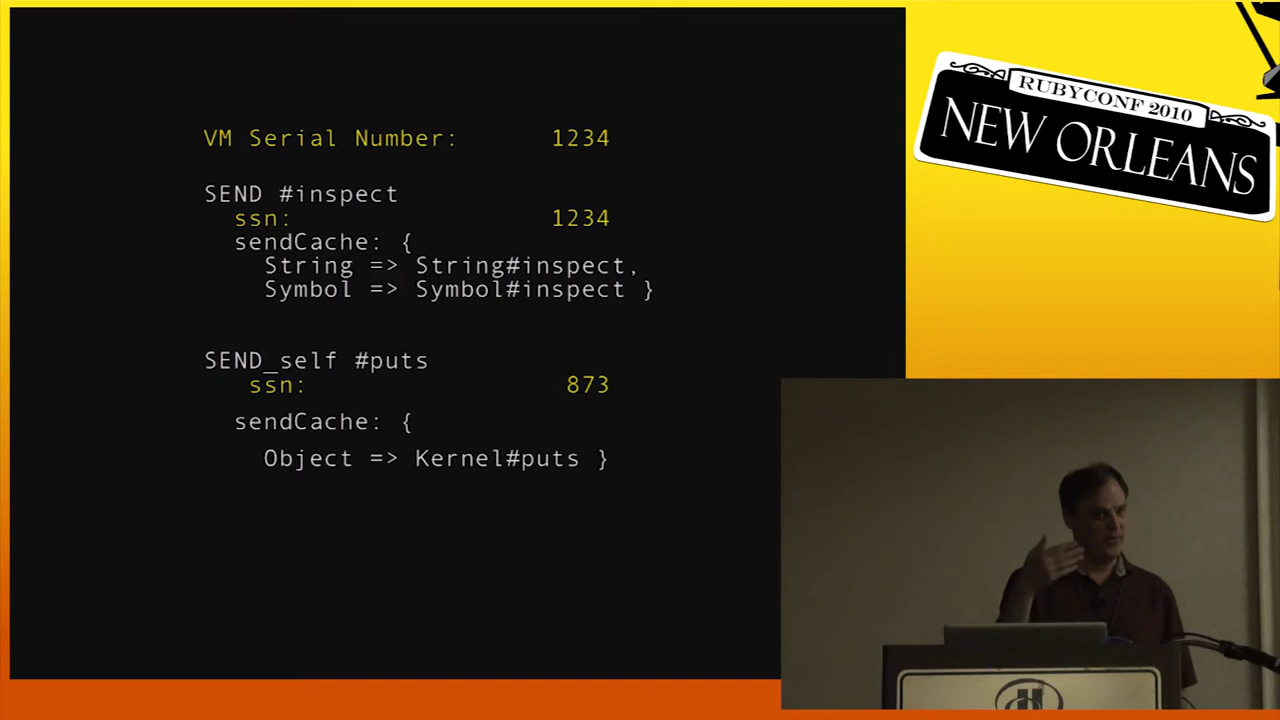 RUBYCONF 2010
NEW ORLEANS
VM Serial Number: 1234
SEND #inspect
ssn: 1234
sendCache: {
String => String#inspect,
Symbol => Symbol#inspect }
SEND_self #puts
ssn: 873
sendCache: {
Object => Kernel#puts }